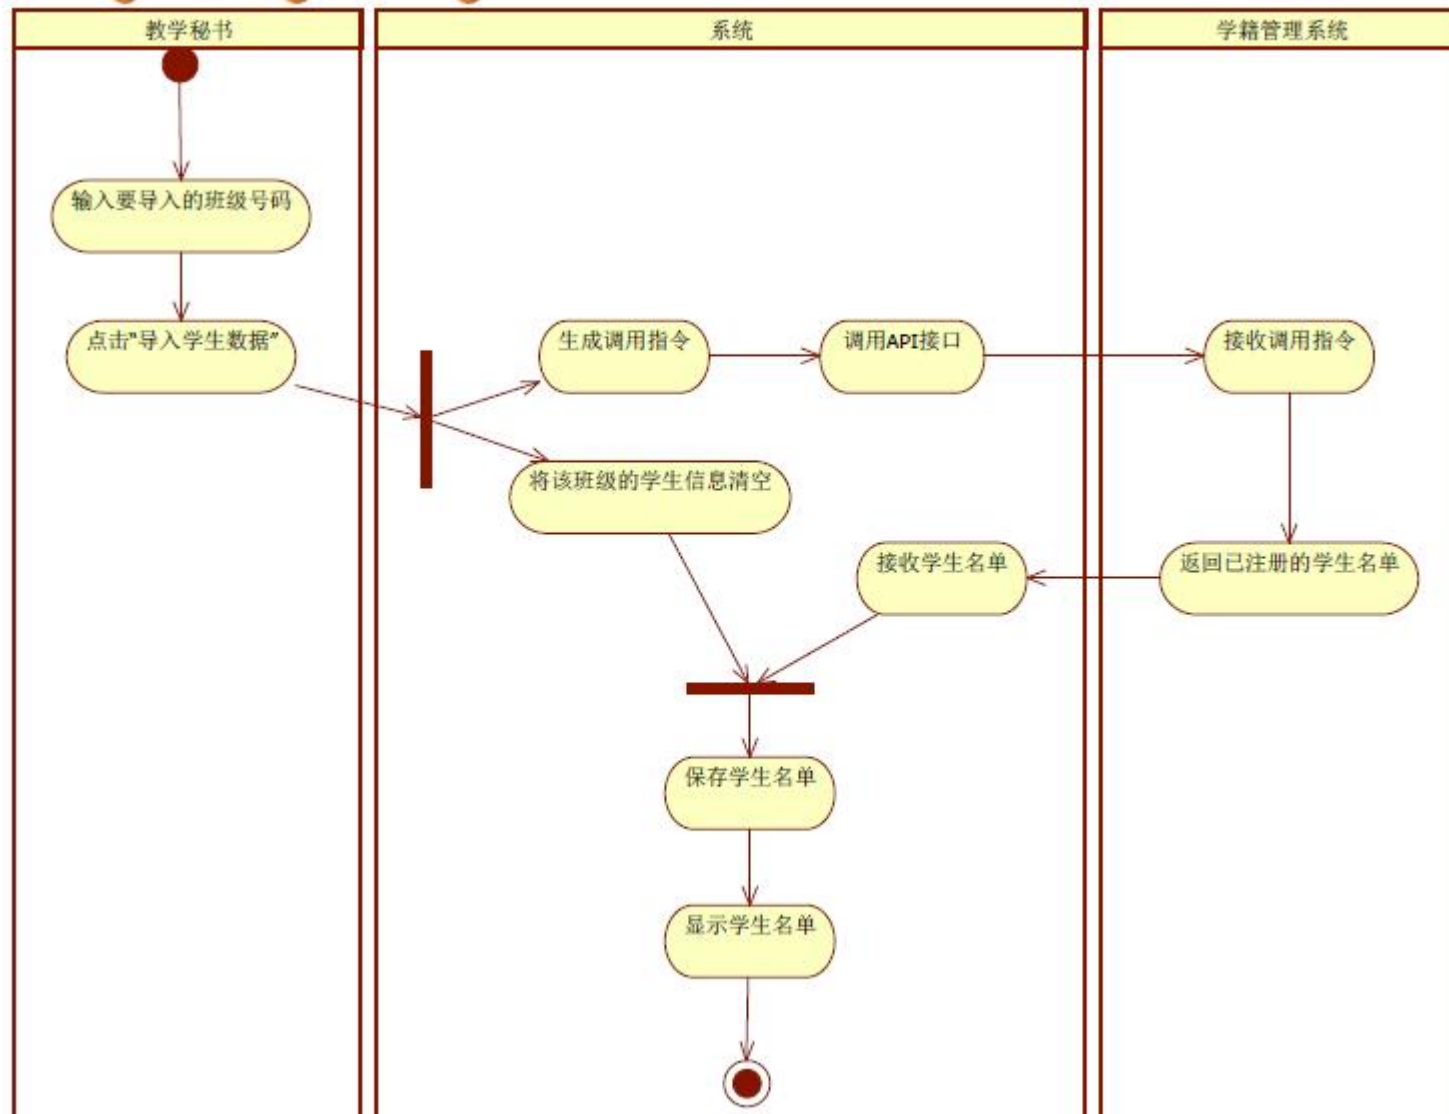 教学秘书
系统
学籍管理系统
输入要导入的班级号码
点击"导入学生数据"
生成调用指令
调用API接口
接收调用指令
将该班级的学生信息清空
接收学生名单
返回已注册的学生名单
保存学生名单
显示学生名单